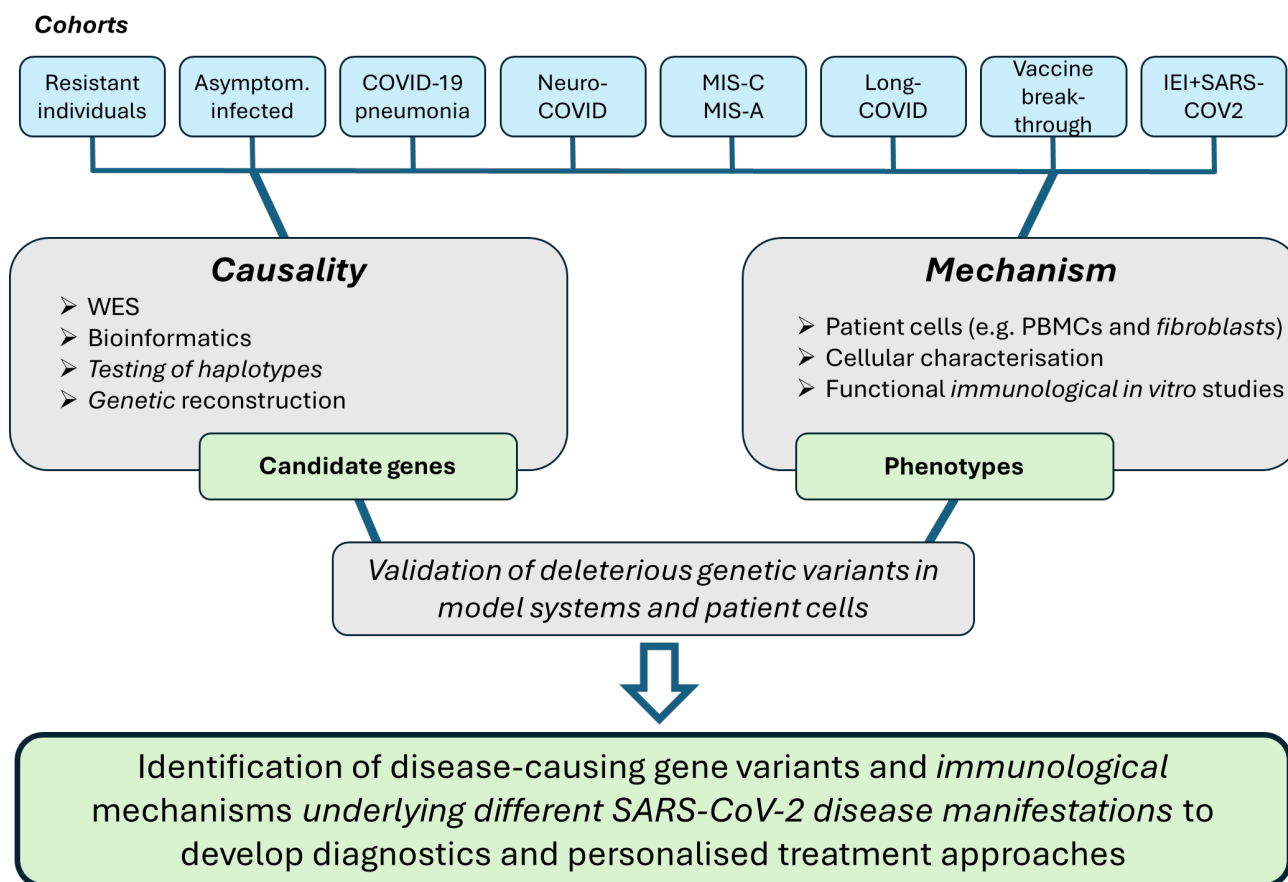 Cohorts
Resistant
individuals
Asymptom.
infected
COVID-19
pneumonia
Neuro-
COVID
MIS-C
MIS-A
Long-
COVID
Vaccine
break-
through
IEI+SARS-
COV2
Causality
➢ WES
➢ Bioinformatics
➢ Testing of haplotypes
➢ Genetic reconstruction
Candidate genes
Mechanism
➢ Patient cells (e.g. PBMCs and fibroblasts)
➢ Cellular characterisation
➢ Functional immunological in vitro studies
Phenotypes
Validation of deleterious genetic variants in
model systems and patient cells
Identification of disease-causing gene variants and immunological
mechanisms underlying different SARS-CoV-2 disease manifestations to
develop diagnostics and personalised treatment approaches